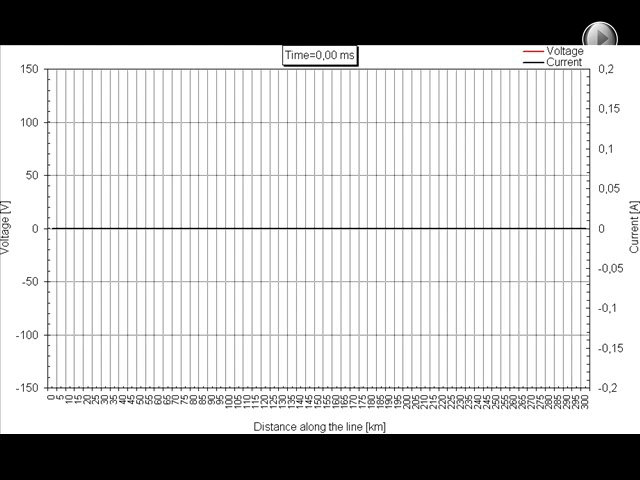 Time=0,00 ms
Voltage
Current
150
100
50
0
-50
-100
-150
0,2
0,15
0,1
0,05
0
-0,05
-0,1
-0,15
-0,2
Voltage [V]
Current [A]
0 5 10 15 20 25 30 35 40 45 50 55 60 65 70 75 80 85 90 95 100 105 110 115 120 125 130 135 140 145 150 155 160 165 170 175 180 185 190 195 200 205 210 215 220 225 230 235 240 245 250 255 260 265 270 275 280 285 290 295 300
Distance along the line [km]